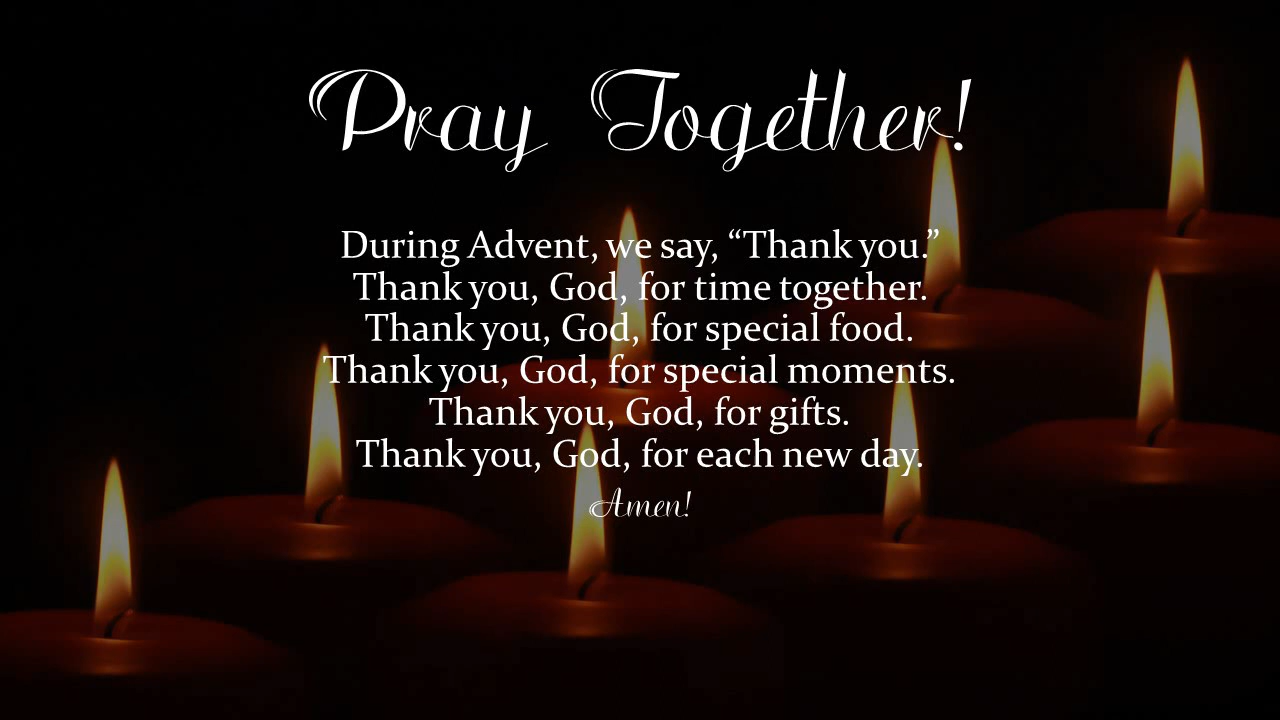 Pray Together!
During Advent, we say, “Thank you.”
Thank you, God, for time together.
Thank you, God, for special food.
Thank you, God, for special moments.
Thank you, God, for gifts.
Thank you, God, for each new day.
Amen!